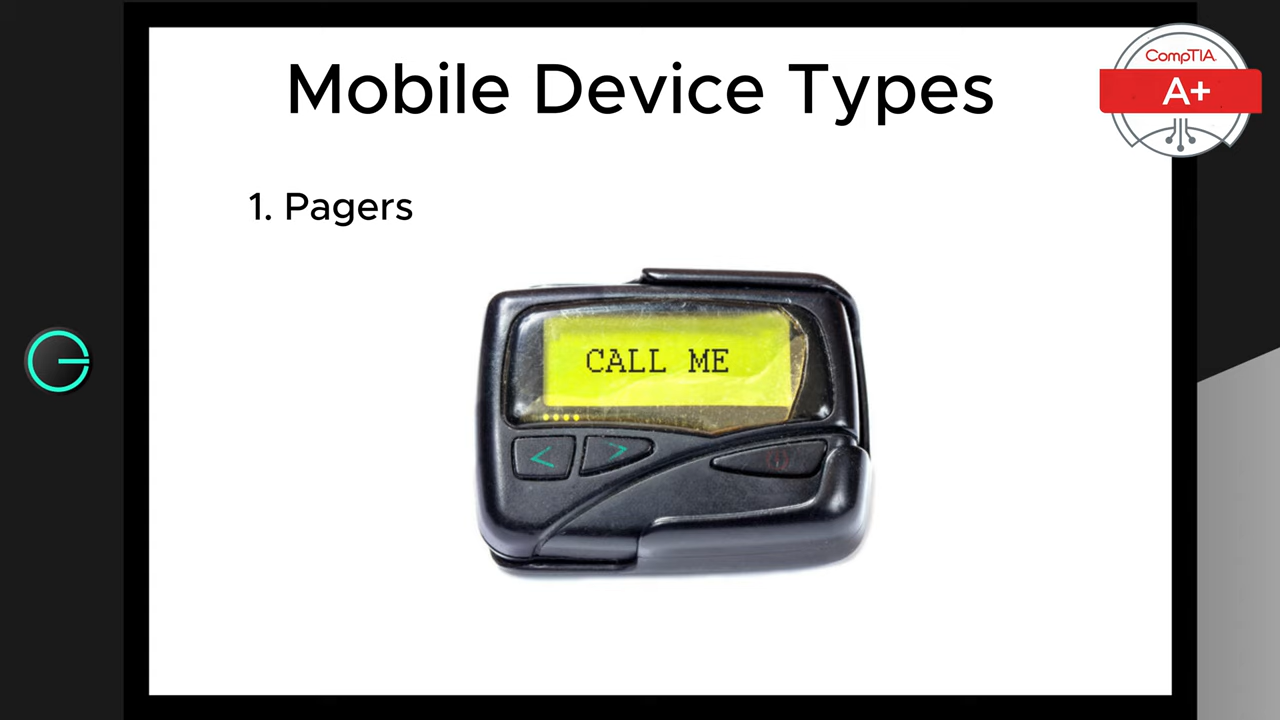 Mobile Device Types
CompTIA.
A+
1. Pagers
CALL ME
< >